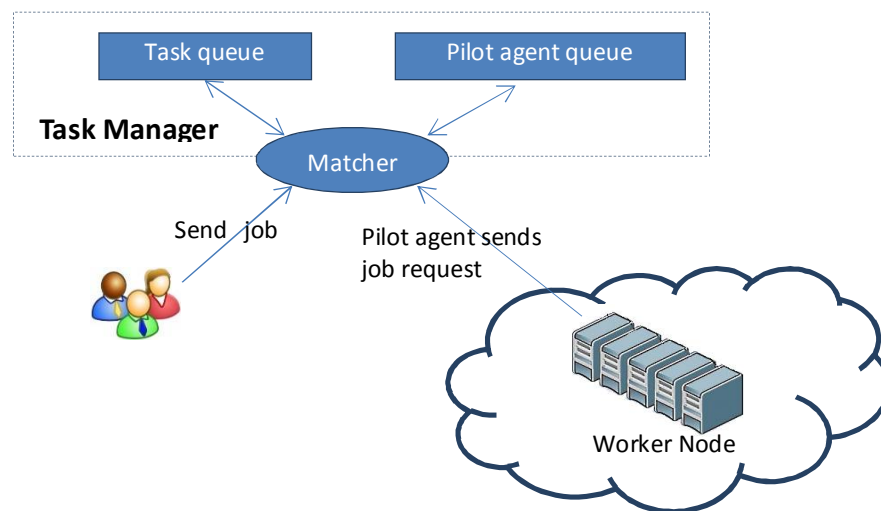 Task queue
Pilot agent queue
Task Manager
Matcher
Send job
Pilot agent sends
job request
Worker Node